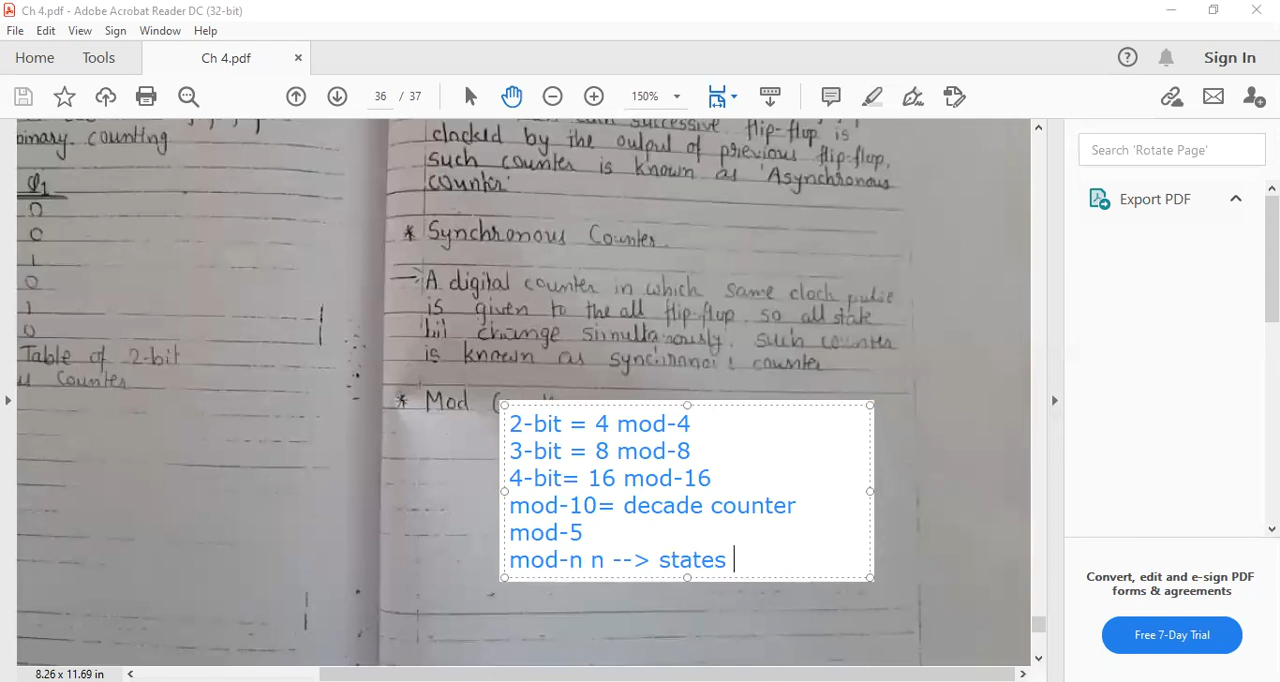 Ch 4.pdf - Adobe Acrobat Reader DC (32-bit)
File Edit View Sign Window Help
Home Tools Ch 4.pdf × Sign In
36 / 37 150%
binary counting
Q1
0
0
1
0
1
0
Table of 2-bit
Counter
successive flip-flop is
clocked by the output of previous flip-flop,
such counter is known as 'Asynchronous
counter'
* Synchronous Counter
→ A digital counter in which same clock pulse
is given to the all flip-flop so all state
bit change simultaneously. Such counter
is known as synchronous counter
* Mod
2-bit = 4 mod-4
3-bit = 8 mod-8
4-bit= 16 mod-16
mod-10= decade counter
mod-5
mod-n n --> states
Search 'Rotate Page'
Export PDF
Convert, edit and e-sign PDF
forms & agreements
Free 7-Day Trial
8.26 x 11.69 in